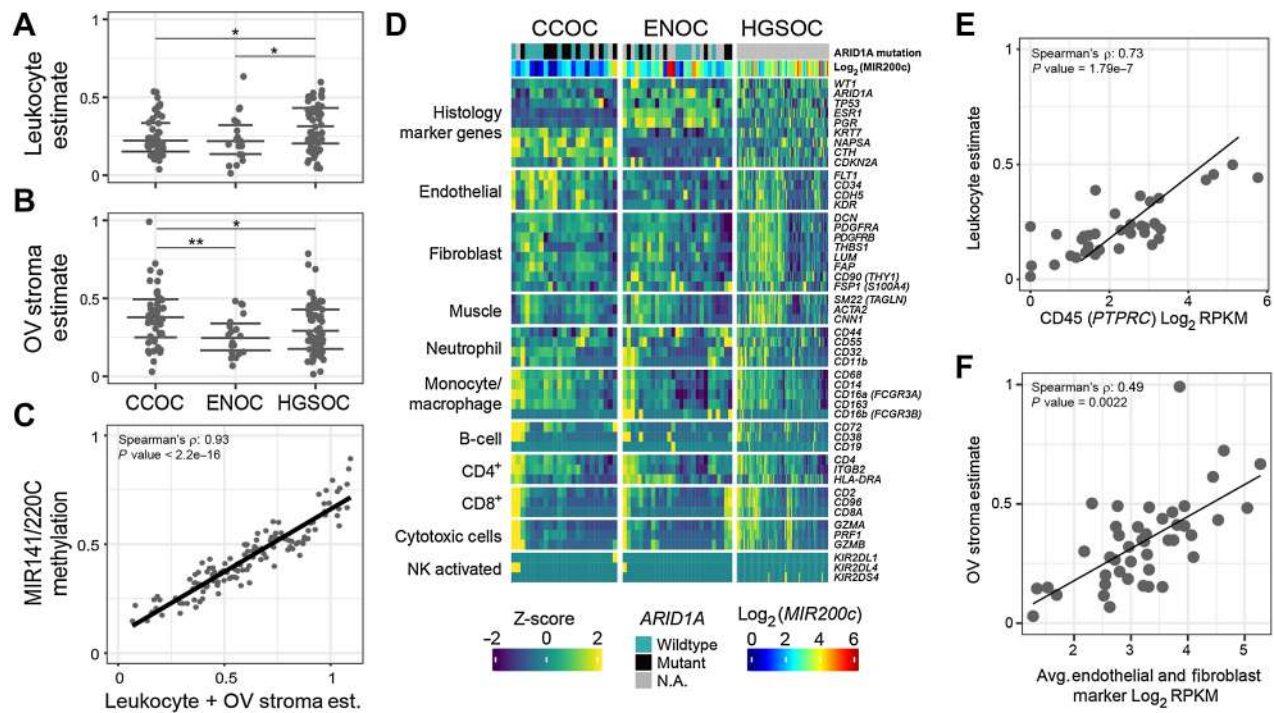 A
Leukocyte
estimate
1
0.5
0
*
*
B
OV stroma
estimate
1
0.5
0
*
**
CCOC ENOC HGSOC
C
MIR141/220C
methylation
1
0.5
0
Spearman's ρ: 0.93
P value < 2.2e−16
0 0.5 1
Leukocyte + OV stroma est.
D
CCOC ENOC HGSOC
ARID1A mutation
Log2 (MIR200c)
Histology
marker genes
WT1
ARID1A
TP53
ESR1
PGR
KRT7
NAPSA
CTH
CDKN2A
Endothelial
FLT1
CD34
CDH5
KDR
Fibroblast
DCN
PDGFRA
PDGFRB
THBS1
LUM
FAP
CD90 (THY1)
FSP1 (S100A4)
Muscle
SM22 (TAGLN)
ACTA2
CNN1
Neutrophil
CD44
CD55
CD32
CD11b
Monocyte/
macrophage
CD68
CD14
CD16a (FCGR3A)
CD163
CD16b (FCGR3B)
B-cell
CD72
CD38
CD19
CD4+
CD4
ITGB2
HLA-DRA
CD8+
CD2
CD96
CD8A
Cytotoxic cells
GZMA
PRF1
GZMB
NK activated
KIR2DL1
KIR2DL4
KIR2DS4
Z-score
−2 0 2
ARID1A
Wildtype
Mutant
N.A.
Log2 (MIR200c)
0 2 4 6
E
Leukocyte estimate
1.0
0.5
0
Spearman's ρ: 0.73
P value = 1.79e−7
0 2 4 6
CD45 (PTPRC) Log2 RPKM
F
OV stroma estimate
1.0
0.5
0
Spearman's ρ: 0.49
P value = 0.0022
2 3 4 5
Avg. endothelial and fibroblast
marker Log2 RPKM